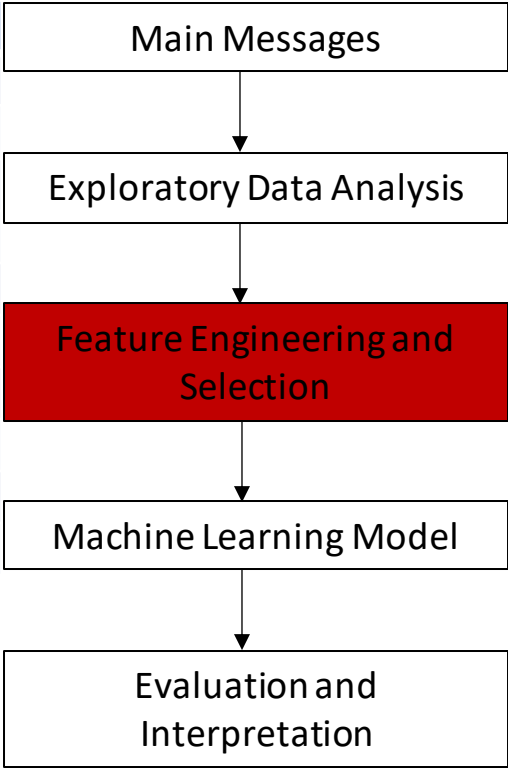 Main Messages
Exploratory Data Analysis
Feature Engineering and
Selection
Machine Learning Model
Evaluation and
Interpretation